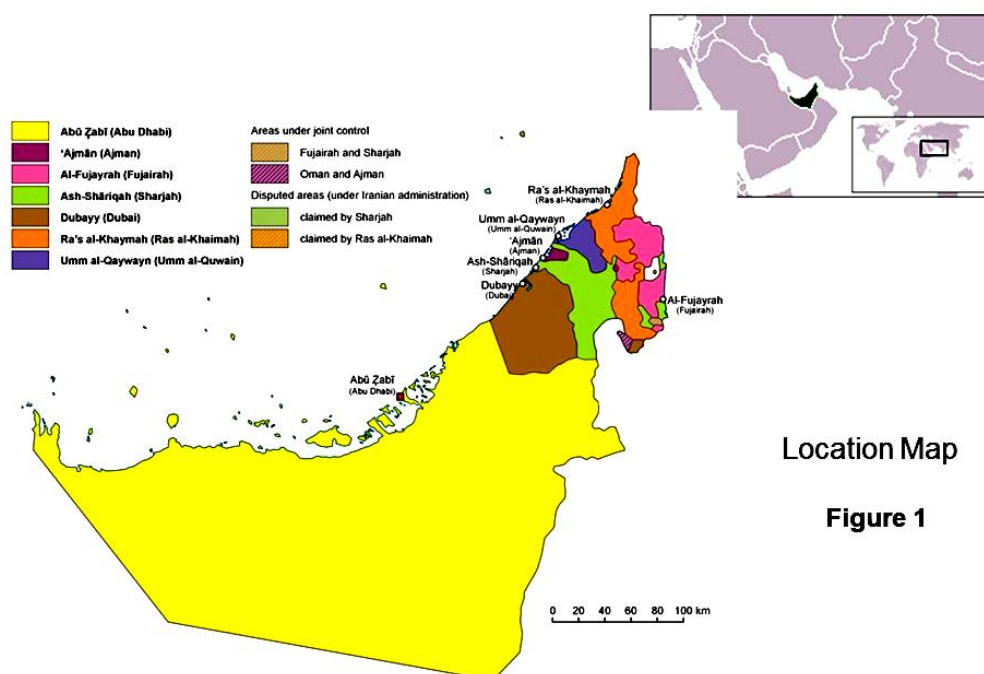 Abū Z̧abī (Abu Dhabi)
'Ajmān (Ajman)
Al-Fujayrah (Fujairah)
Ash-Shāriqah (Sharjah)
Dubayy (Dubai)
Ra's al-Khaymah (Ras al-Khaimah)
Umm al-Qaywayn (Umm al-Quwain)
Areas under joint control
Fujairah and Sharjah
Oman and Ajman
Disputed areas (under Iranian administration)
claimed by Sharjah
claimed by Ras al-Khaimah
Ra's al-Khaymah
(Ras al-Khaimah)
Umm al-Qaywayn
(Umm al-Quwain)
'Ajmān
(Ajman)
Ash-Shāriqah
(Sharjah)
Dubayy
(Dubai)
Al-Fujayrah
(Fujairah)
Abū Z̧abī
(Abu Dhabi)
Location Map
Figure 1
0 20 40 60 80 100 km